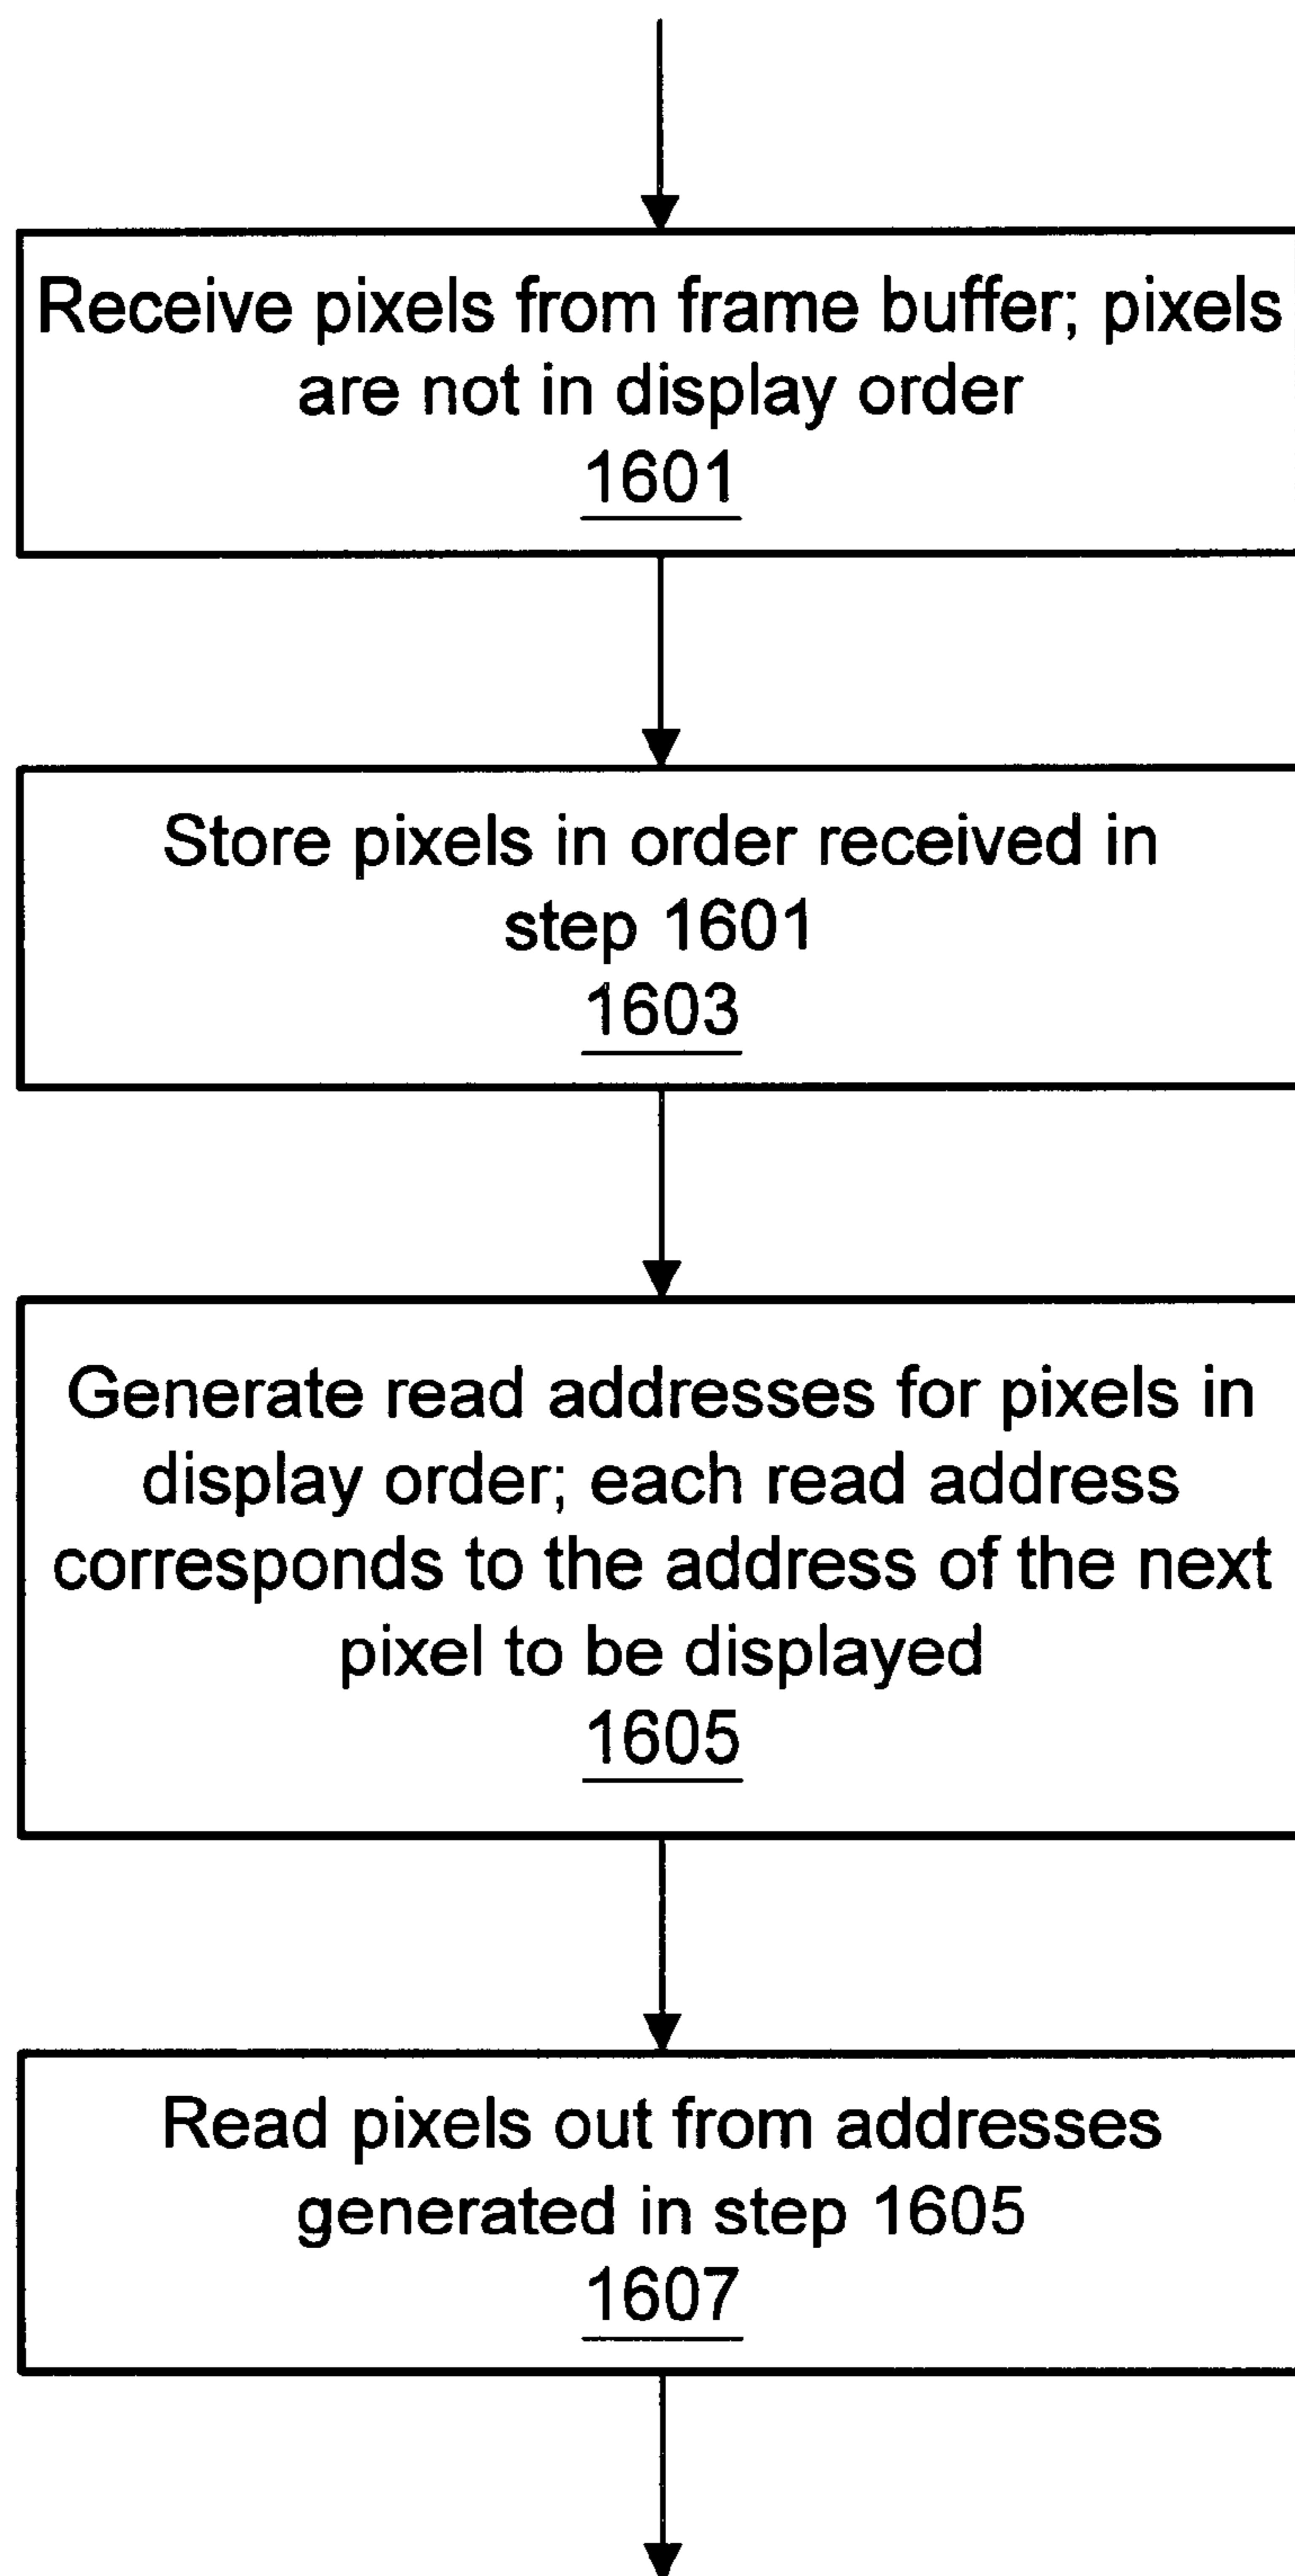 Receive pixels from frame buffer; pixels
are not in display order
1601
Store pixels in order received in
step 1601
1603
Generate read addresses for pixels in
display order; each read address
corresponds to the address of the next
pixel to be displayed
1605
Read pixels out from addresses
generated in step 1605
1607